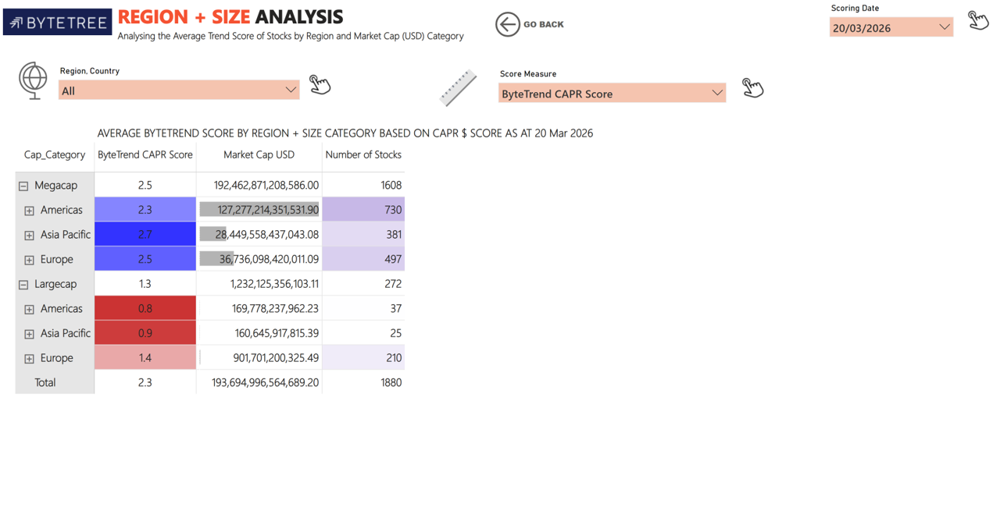 BYTETREE
REGION + SIZE ANALYSIS
Analysing the Average Trend Score of Stocks by Region and Market Cap (USD) Category
GO BACK
Scoring Date
20/03/2026
Region, Country
All
Score Measure
ByteTrend CAPR Score
AVERAGE BYTETREND SCORE BY REGION + SIZE CATEGORY BASED ON CAPR $ SCORE AS AT 20 Mar 2026
Cap_Category ByteTrend CAPR Score Market Cap USD Number of Stocks
Megacap 2.5 192,462,871,208,586.00 1608
Americas 2.3 127,277,214,351,531.90 730
Asia Pacific 2.7 28,449,558,437,043.08 381
Europe 2.5 36,736,098,420,011.09 497
Largecap 1.3 1,232,125,356,103.11 272
Americas 0.8 169,778,237,962.23 37
Asia Pacific 0.9 160,645,917,815.39 25
Europe 1.4 901,701,200,325.49 210
Total 2.3 193,694,996,564,689.20 1880